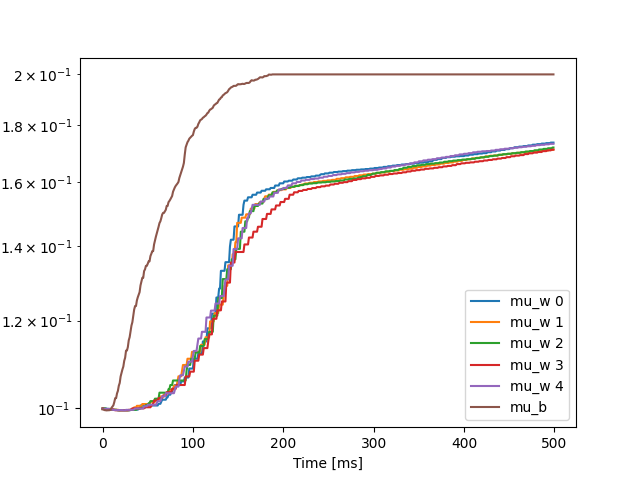 2 × 10⁻¹
1.8 × 10⁻¹
1.6 × 10⁻¹
1.4 × 10⁻¹
1.2 × 10⁻¹
10⁻¹
0 100 200 300 400 500
Time [ms]
mu_w 0
mu_w 1
mu_w 2
mu_w 3
mu_w 4
mu_b